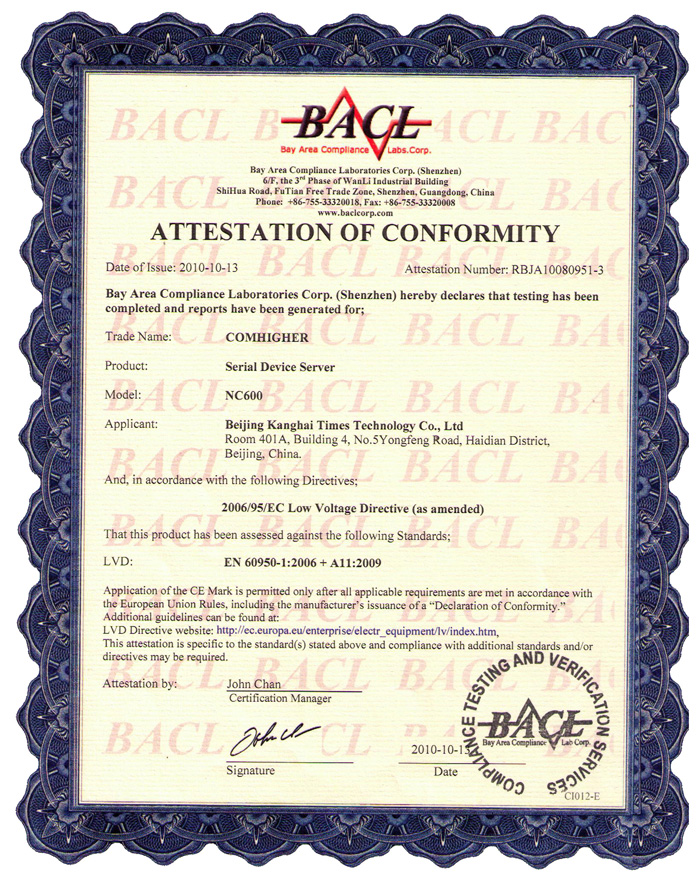 BACL
Bay Area Compliance Labs.Corp.
Bay Area Compliance Laboratories Corp. (Shenzhen)
6/F, the 3rd Phase of WanLi Industrial Building
ShiHua Road, FuTian Free Trade Zone, Shenzhen, Guangdong, China
Phone: +86-755-33320018, Fax: +86-755-33320008
www.baclcorp.com
ATTESTATION OF CONFORMITY
Date of Issue: 2010-10-13 Attestation Number: RBJA10080951-3
Bay Area Compliance Laboratories Corp. (Shenzhen) hereby declares that testing has been
completed and reports have been generated for;
Trade Name: COMHIGHER
Product: Serial Device Server
Model: NC600
Applicant: Beijing Kanghai Times Technology Co., Ltd
Room 401A, Building 4, No.5Yongfeng Road, Haidian District,
Beijing, China.
And, in accordance with the following Directives;
2006/95/EC Low Voltage Directive (as amended)
That this product has been assessed against the following Standards;
LVD: EN 60950-1:2006 + A11:2009
Application of the CE Mark is permitted only after all applicable requirements are met in accordance with
the European Union Rules, including the manufacturer's issuance of a “Declaration of Conformity.”
Additional guidelines can be found at:
LVD Directive website: http://ec.europa.eu/enterprise/electr_equipment/lv/index.htm,
This attestation is specific to the standard(s) stated above and compliance with additional standards and/or
directives may be required.
Attestation by: John Chan
Certification Manager
Signature
2010-10-13
Date
COMPLIANCE TESTING AND VERIFICATION SERVICES
BACL
Bay Area Compliance Lab Corp.
CI012-E